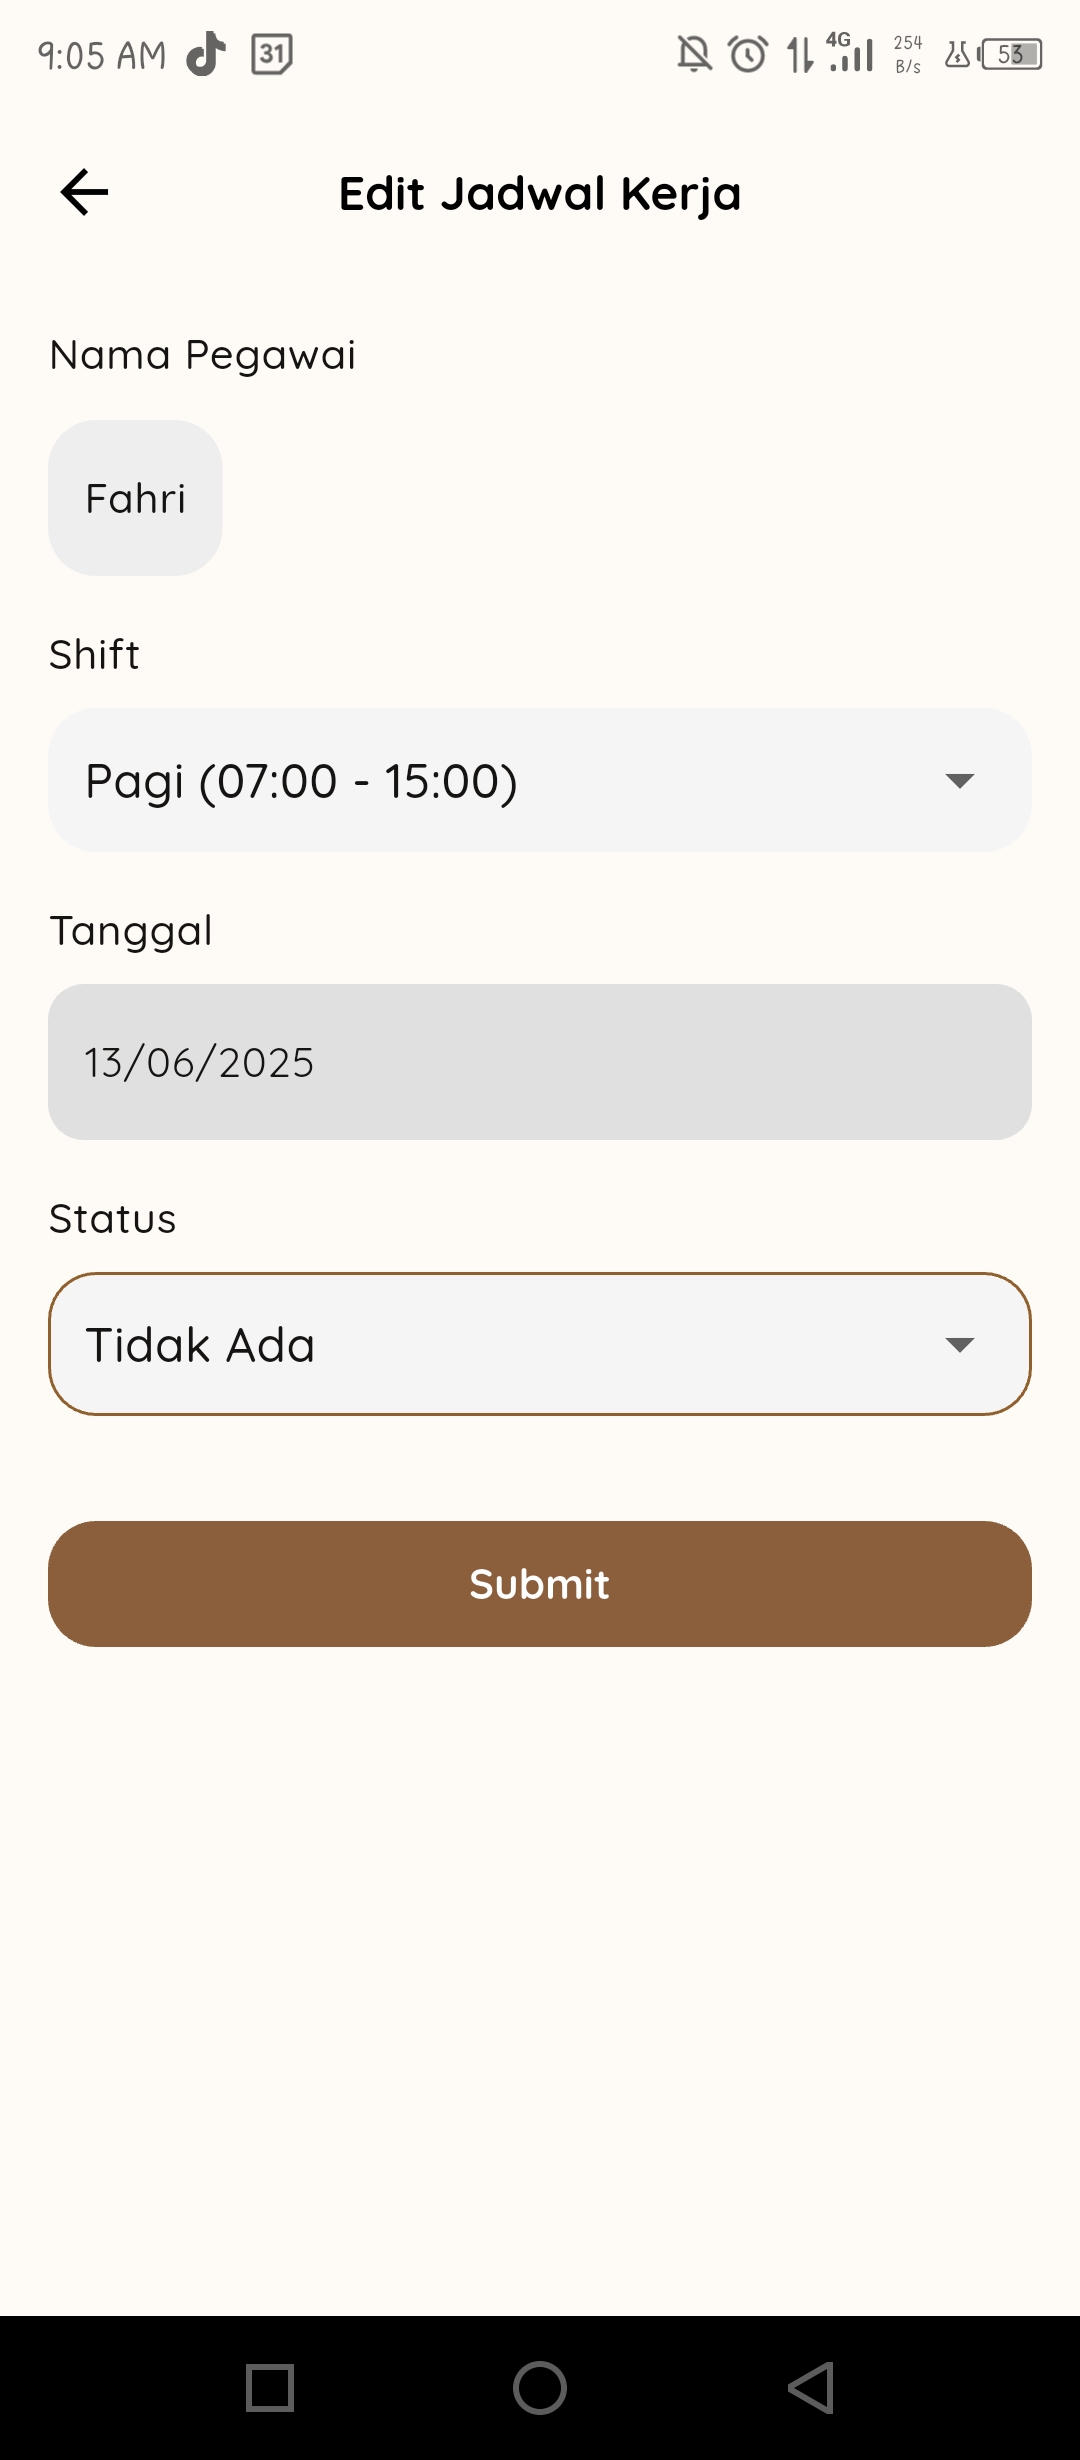 9:05 AM 31 4G 254 B/s 53
Edit Jadwal Kerja
Nama Pegawai
Fahri
Shift
Pagi (07:00 - 15:00)
Tanggal
13/06/2025
Status
Tidak Ada
Submit